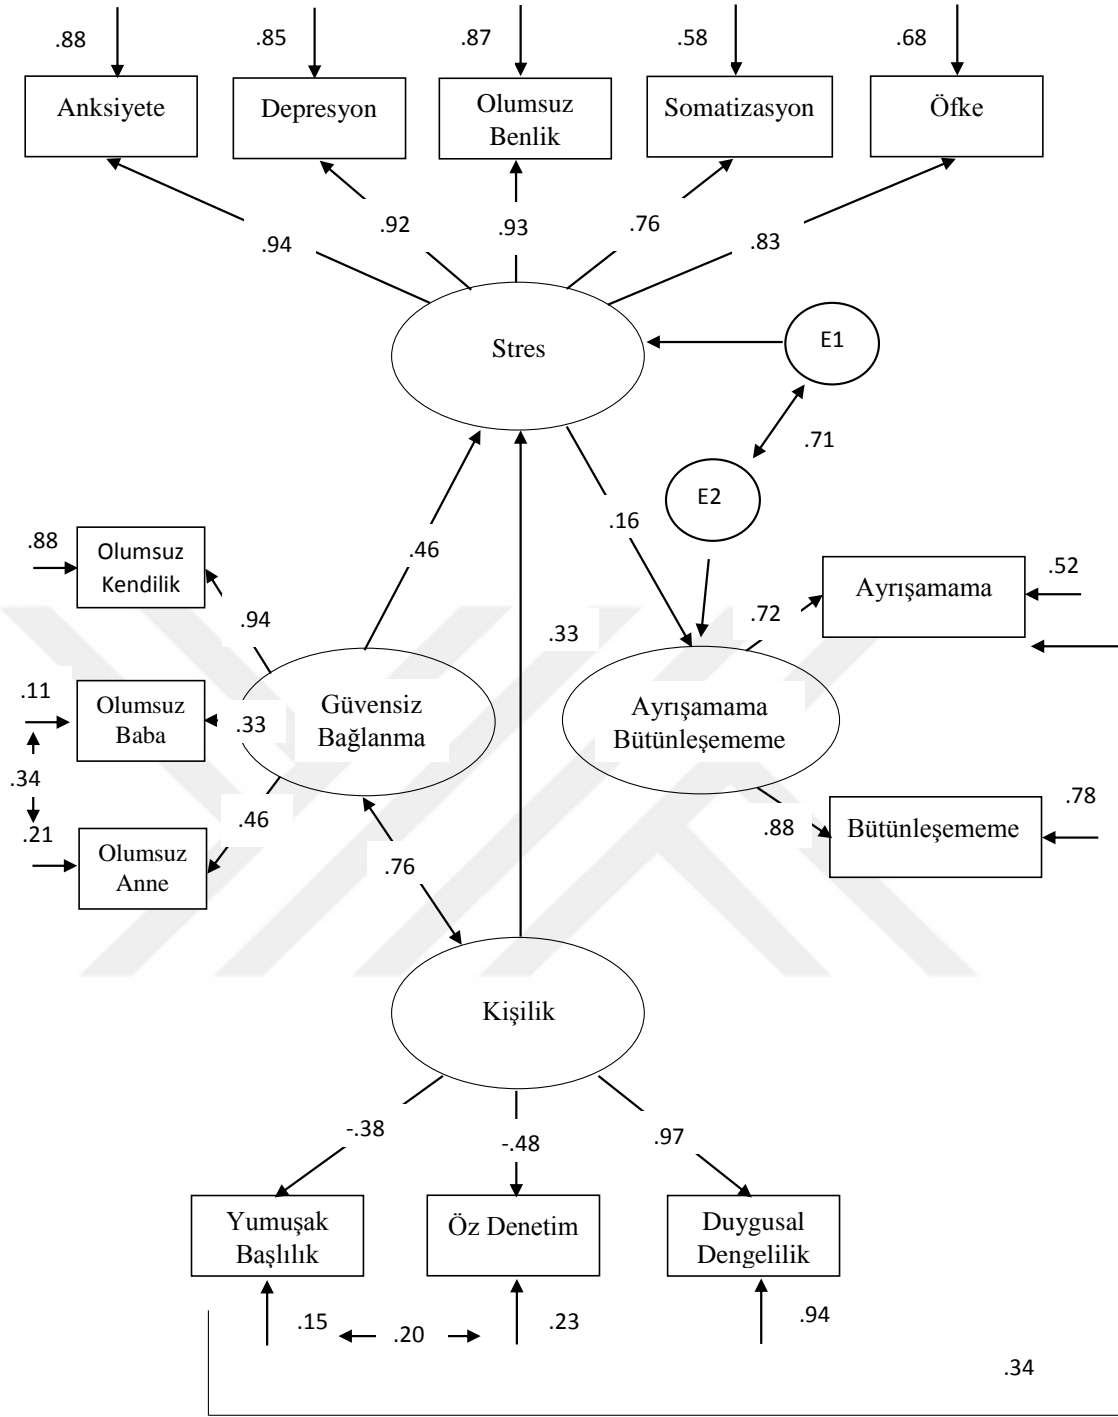 .88
.85
.87
.58
.68
Anksiyete
Depresyon
Olumsuz
Benlik
Somatizasyon
Öfke
.94
.92
.93
.76
.83
Stres
E1
.71
E2
.16
.46
.88
Olumsuz
Kendilik
.94
Ayrışamama
.52
.72
.33
.11
Olumsuz
Baba
.33
Güvensiz
Bağlanma
Ayrışamama
Bütünleşememe
.34
.46
.21
Olumsuz
Anne
.76
.88
Bütünleşememe
.78
Kişilik
-.38
-.48
.97
Yumuşak
Başlılık
Öz Denetim
Duygusal
Dengelilik
.15
.20
.23
.94
.34